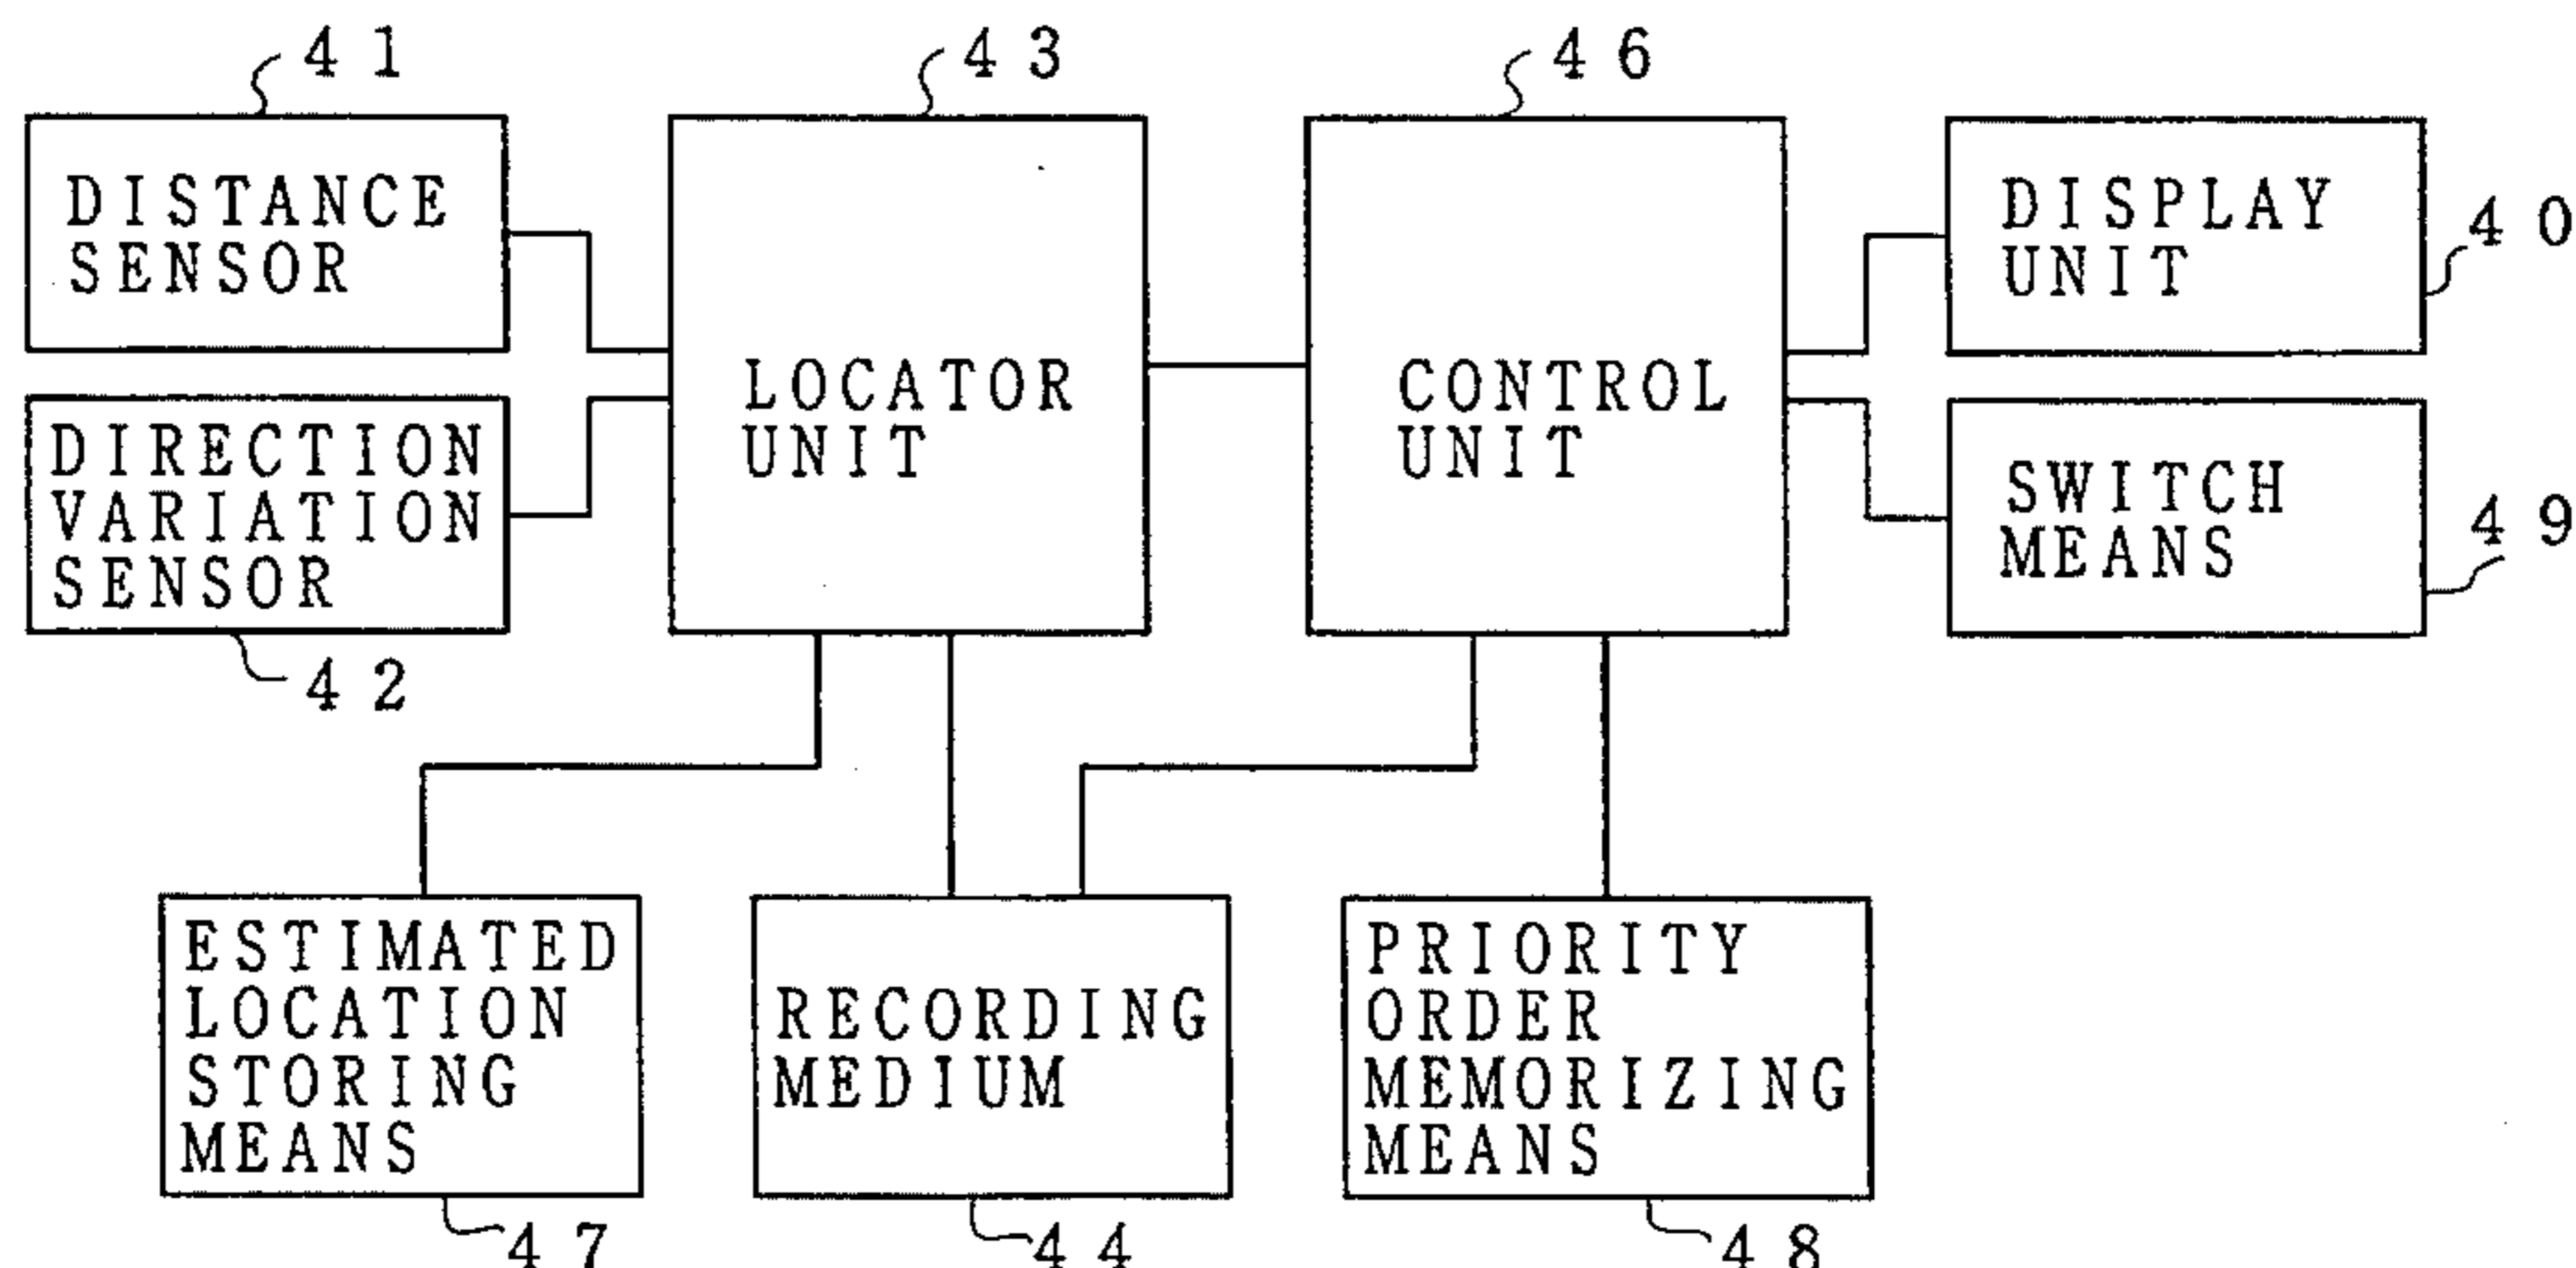 41
43
46
DISTANCE
SENSOR
LOCATOR
UNIT
CONTROL
UNIT
DISPLAY
UNIT
40
DIRECTION
VARIATION
SENSOR
42
SWITCH
MEANS
49
ESTIMATED
LOCATION
STORING
MEANS
47
RECORDING
MEDIUM
44
PRIORITY
ORDER
MEMORIZING
MEANS
48